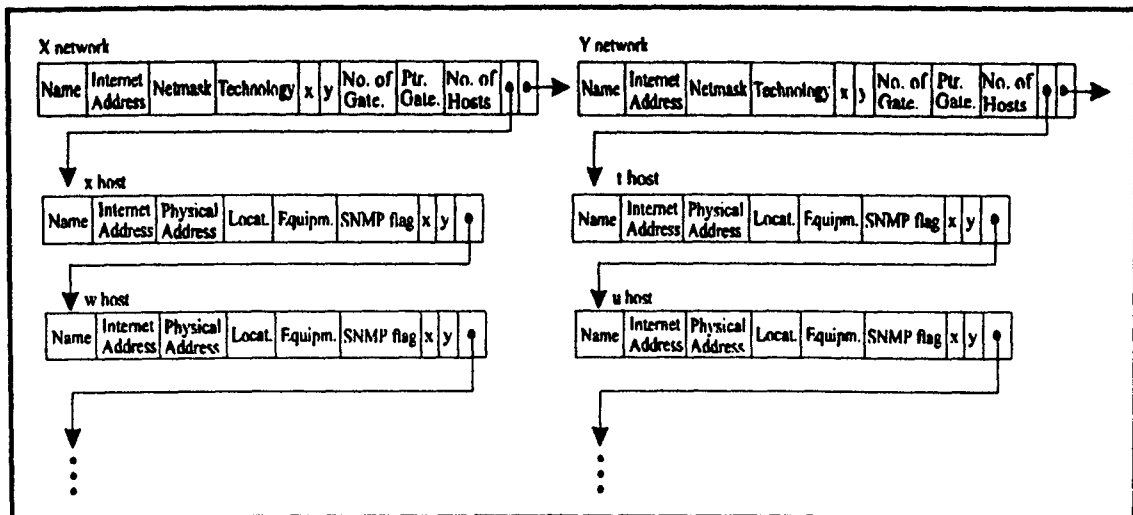 X network
Y network
Name Internet Address Netmask Technology x y No. of Gate. Ptr. Gate. No. of Hosts
Name Internet Address Netmask Technology x y No. of Gate. Ptr. Gate. No. of Hosts
x host
t host
Name Internet Address Physical Address Locat. Equipm. SNMP flag x y
Name Internet Address Physical Address Locat. Equipm. SNMP flag x y
w host
u host
Name Internet Address Physical Address Locat. Equipm. SNMP flag x y
Name Internet Address Physical Address Locat. Equipm. SNMP flag x y